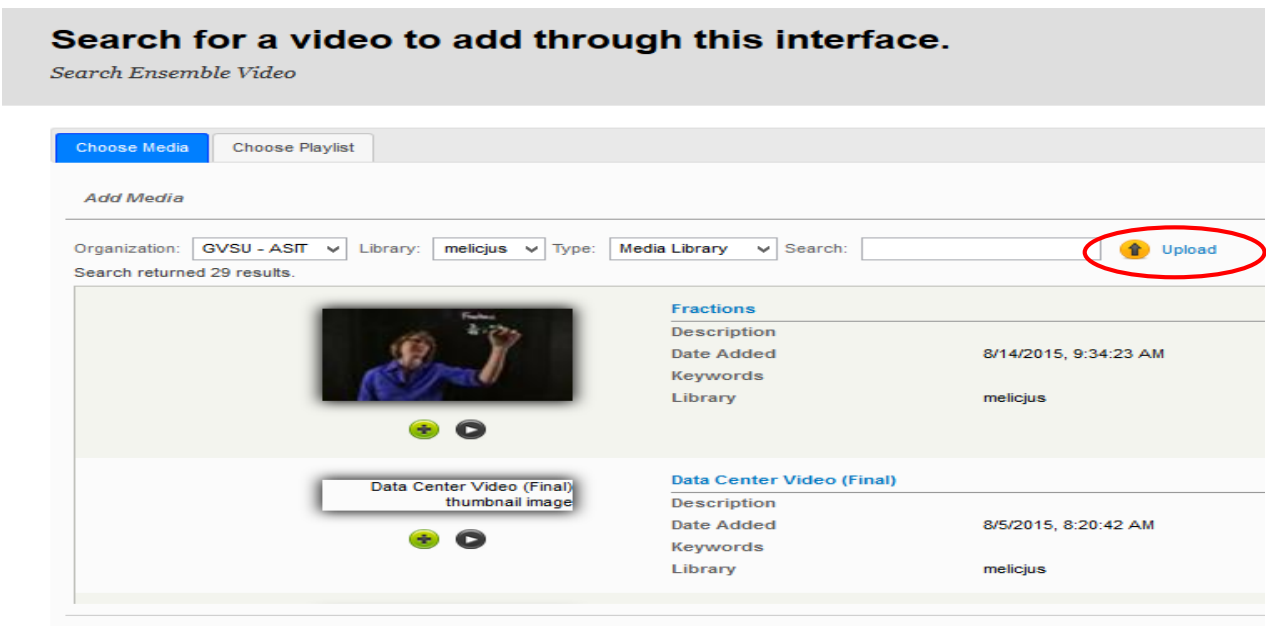 Search for a video to add through this interface.
Search Ensemble Video
Choose Media Choose Playlist
Add Media
Organization: GVSU - ASIT Library: melicjus Type: Media Library Search: Upload
Search returned 29 results.
Fractions
Fractions
Description
Date Added 8/14/2015, 9:34:23 AM
Keywords
Library melicjus
Data Center Video (Final)
thumbnail image
Data Center Video (Final)
Description
Date Added 8/5/2015, 8:20:42 AM
Keywords
Library melicjus